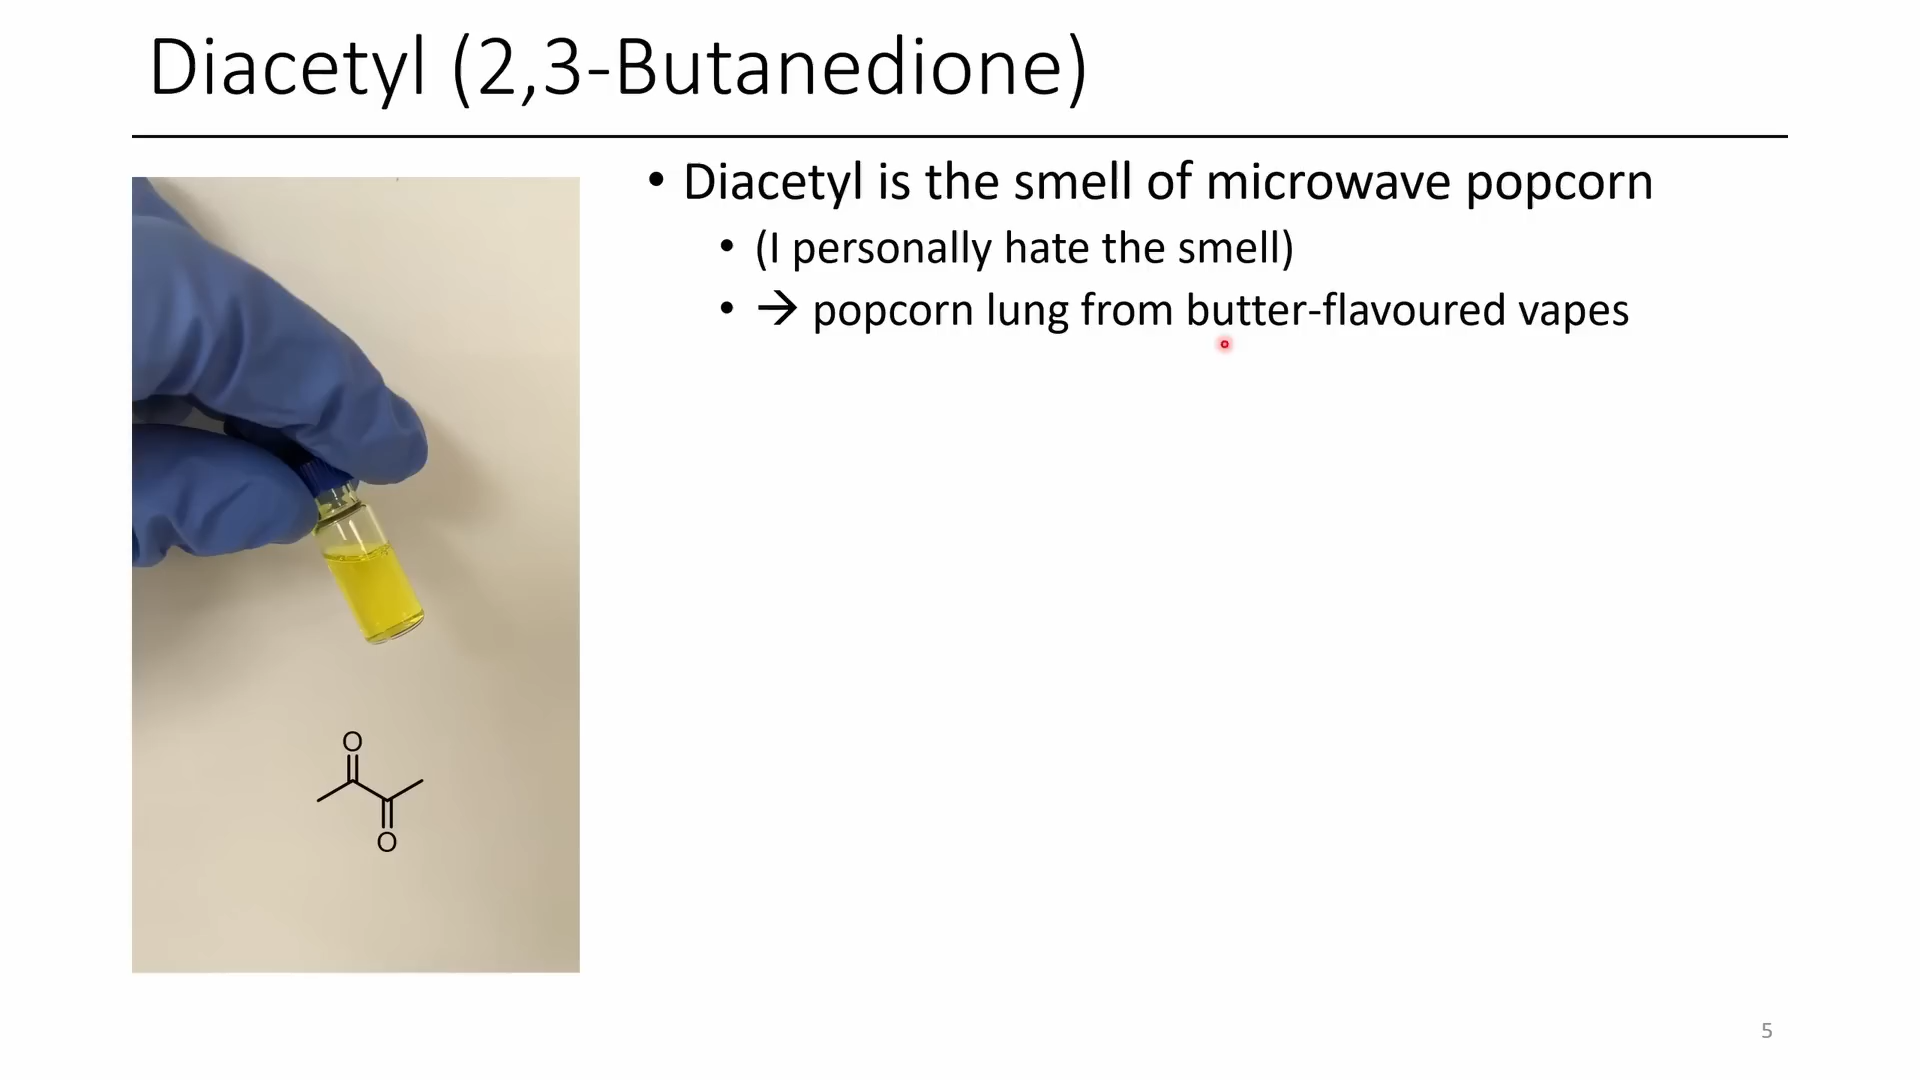 Diacetyl (2,3-Butanedione)
• Diacetyl is the smell of microwave popcorn
• (I personally hate the smell)
• → popcorn lung from butter-flavoured vapes
O
O
5